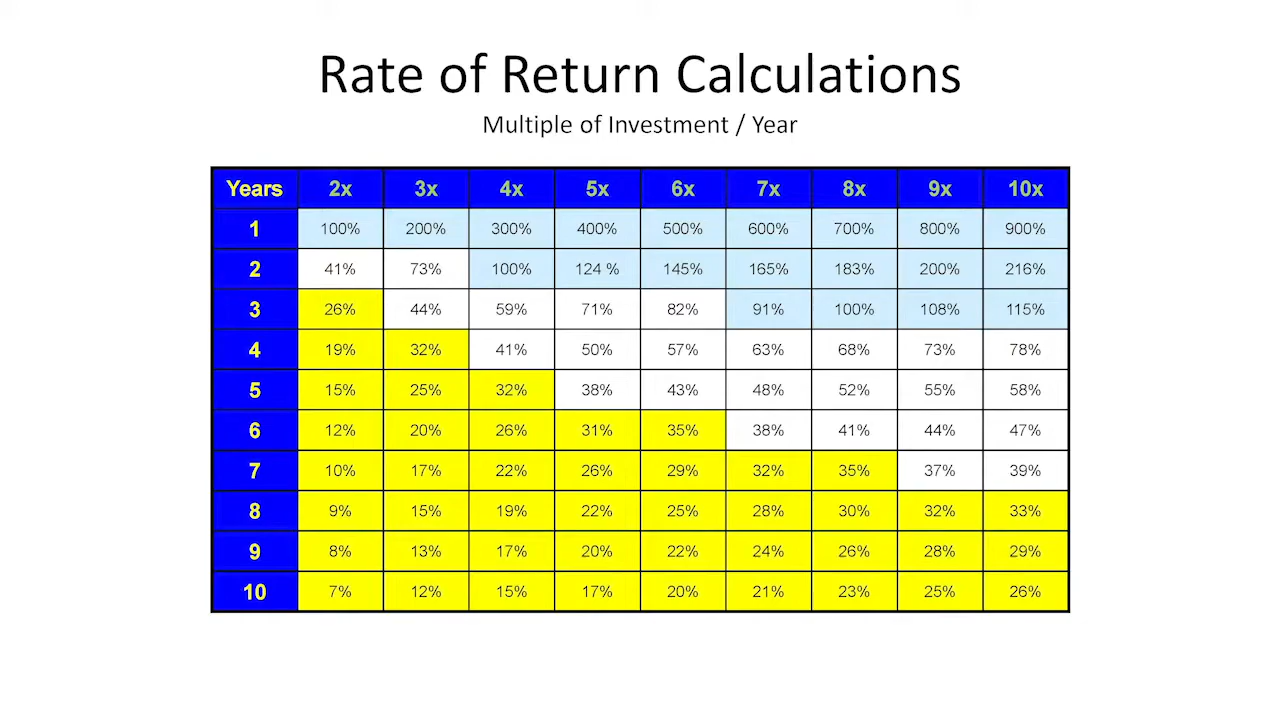 Rate of Return Calculations
Multiple of Investment / Year
Years 2x 3x 4x 5x 6x 7x 8x 9x 10x
1 100% 200% 300% 400% 500% 600% 700% 800% 900%
2 41% 73% 100% 124 % 145% 165% 183% 200% 216%
3 26% 44% 59% 71% 82% 91% 100% 108% 115%
4 19% 32% 41% 50% 57% 63% 68% 73% 78%
5 15% 25% 32% 38% 43% 48% 52% 55% 58%
6 12% 20% 26% 31% 35% 38% 41% 44% 47%
7 10% 17% 22% 26% 29% 32% 35% 37% 39%
8 9% 15% 19% 22% 25% 28% 30% 32% 33%
9 8% 13% 17% 20% 22% 24% 26% 28% 29%
10 7% 12% 15% 17% 20% 21% 23% 25% 26%